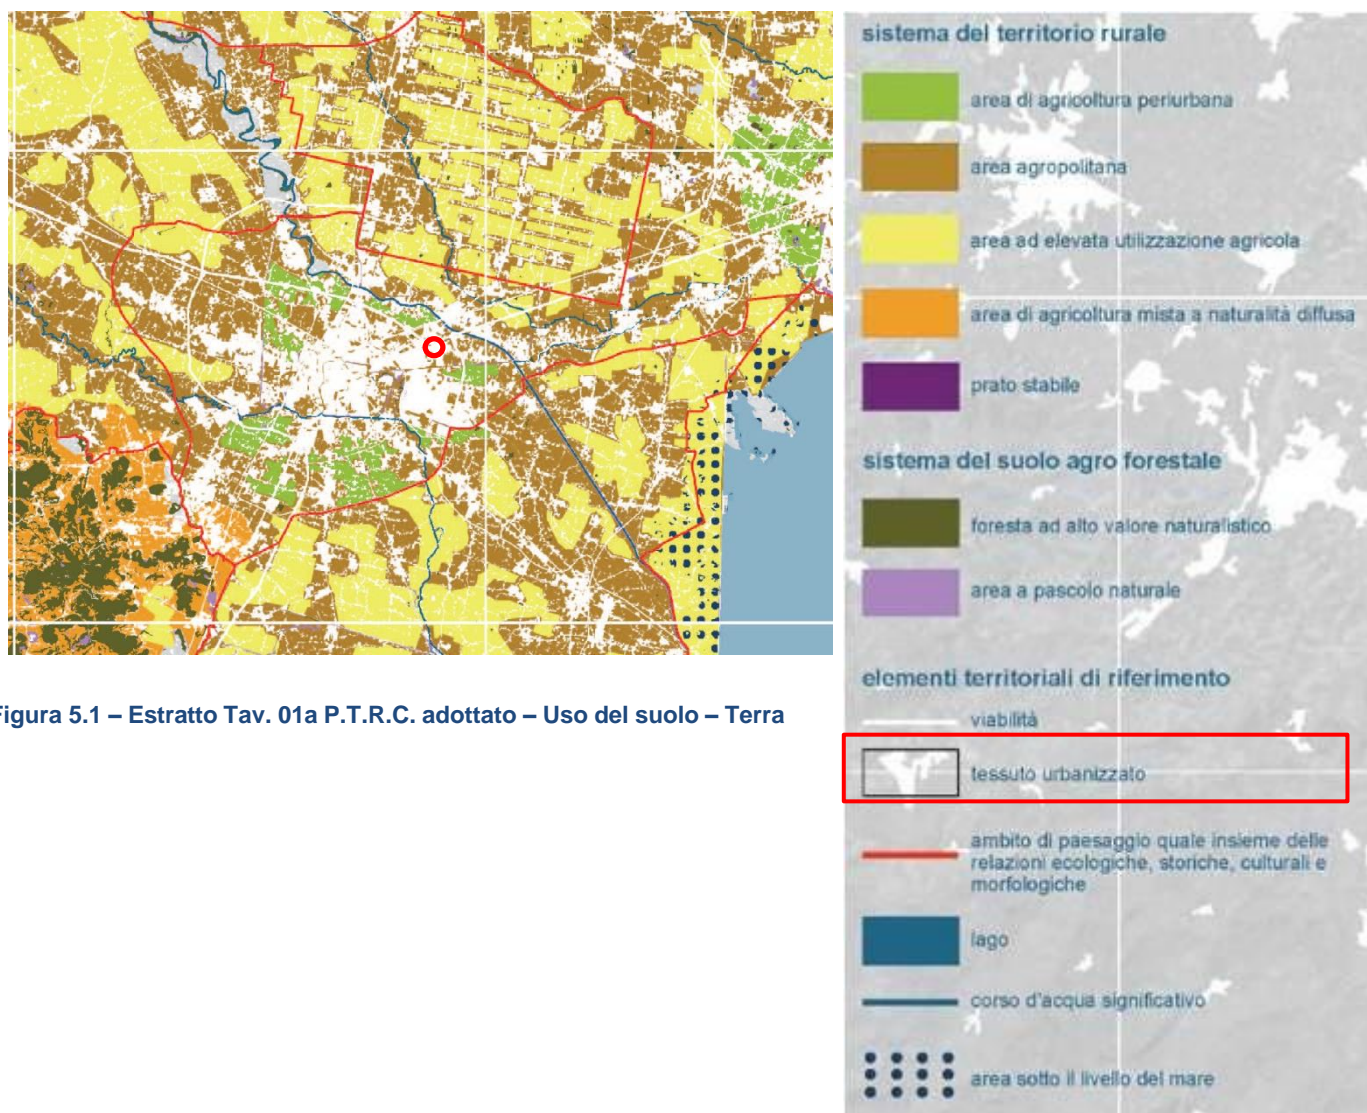 sistema del territorio rurale
area di agricoltura periurbana
area agropolitana
area ad elevata utilizzazione agricola
area di agricoltura mista a naturalità diffusa
prato stabile
sistema del suolo agro forestale
foresta ad alto valore naturalistico
area a pascolo naturale
elementi territoriali di riferimento
viabilità
tessuto urbanizzato
ambito di paesaggio quale insieme delle
relazioni ecologiche, storiche, culturali e
morfologiche
lago
corso d'acqua significativo
area sotto il livello del mare
Figura 5.1 – Estratto Tav. 01a P.T.R.C. adottato – Uso del suolo – Terra